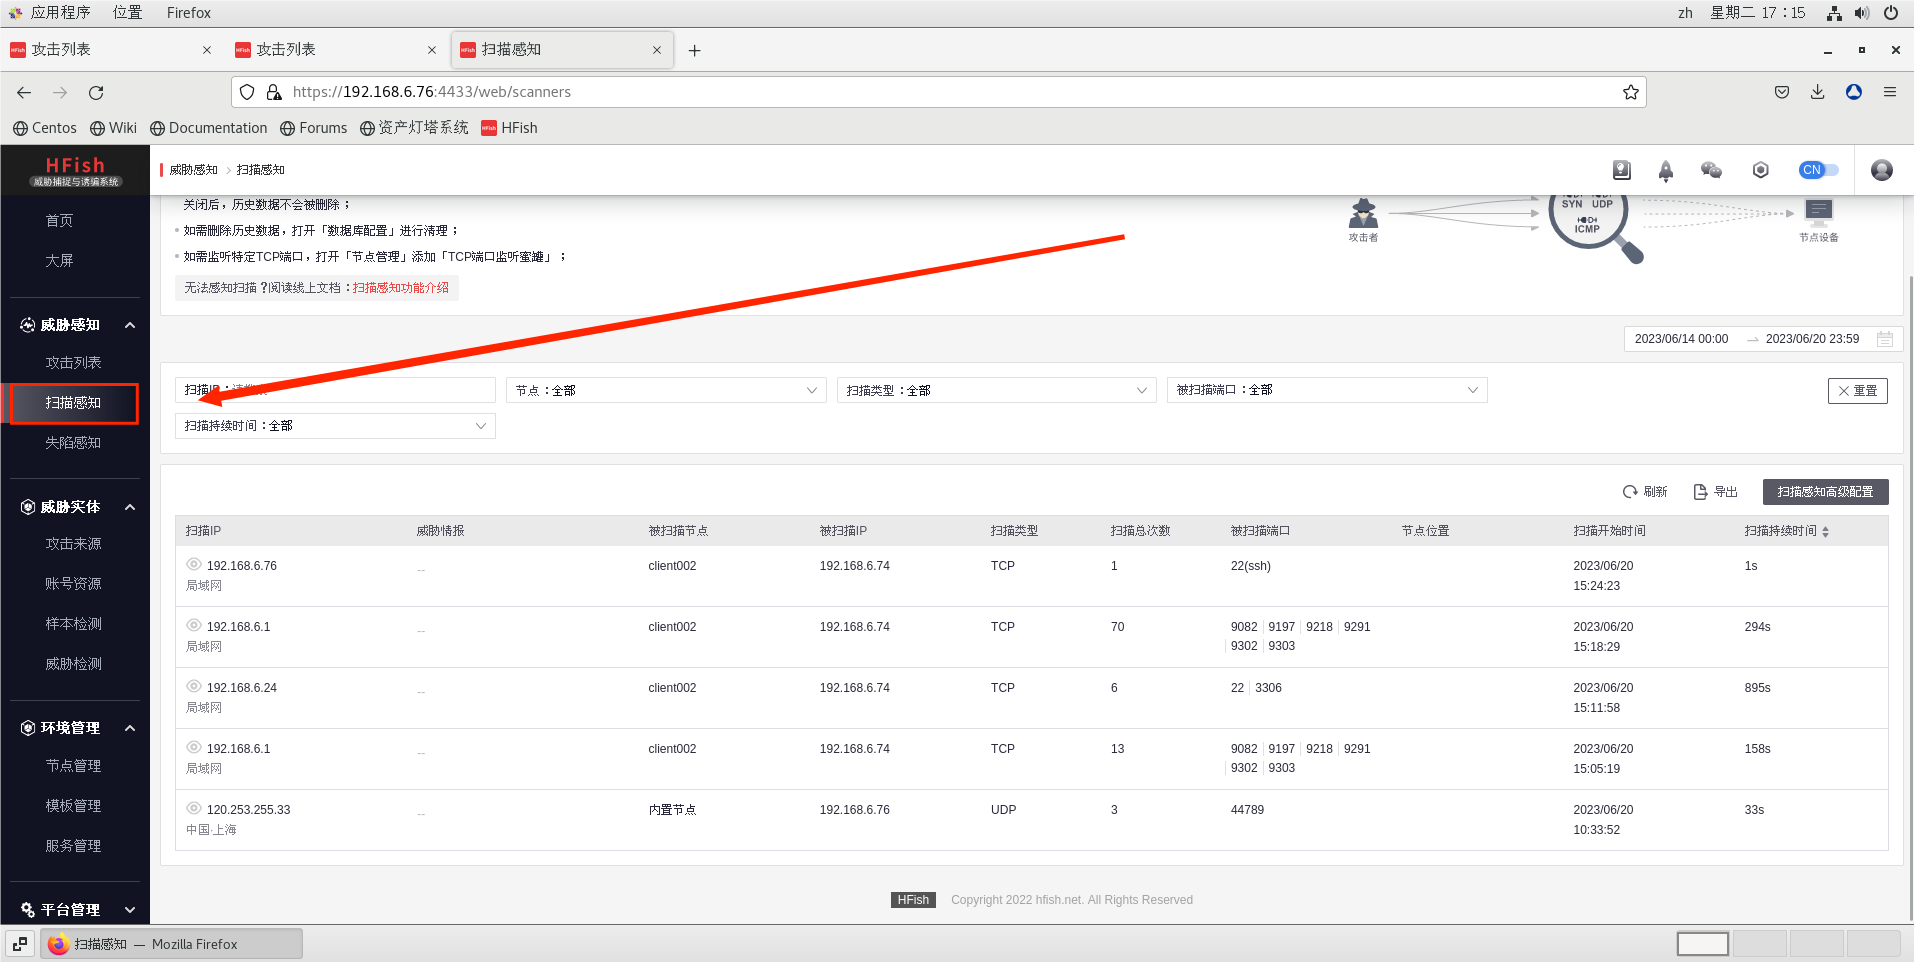 应用程序 位置 Firefox zh 星期二 17：15
攻击列表 攻击列表 扫描感知
https://192.168.6.76:4433/web/scanners
Centos Wiki Documentation Forums 资产灯塔系统 HFish
HFish
威胁捕捉与诱骗系统
首页
大屏
威胁感知
攻击列表
扫描感知
失陷感知
威胁实体
攻击来源
账号资源
样本检测
威胁检测
环境管理
节点管理
模板管理
服务管理
平台管理
威胁感知 > 扫描感知 CN
关闭后，历史数据不会被删除；
如需删除历史数据，打开「数据库配置」进行清理；
如需监听特定TCP端口，打开「节点管理」添加「TCP端口监听蜜罐」；
无法感知扫描？阅读线上文档：扫描感知功能介绍
攻击者
SYN UDP
ICMP
节点设备
2023/06/14 00:00 → 2023/06/20 23:59
扫描IP： 节点：全部 扫描类型：全部 被扫描端口：全部 重置
扫描持续时间：全部
刷新 导出 扫描感知高级配置
扫描IP 威胁情报 被扫描节点 被扫描IP 扫描类型 扫描总次数 被扫描端口 节点位置 扫描开始时间 扫描持续时间
192.168.6.76 -- client002 192.168.6.74 TCP 1 22(ssh) 2023/06/20 1s
局域网 15:24:23
192.168.6.1 -- client002 192.168.6.74 TCP 70 9082 9197 9218 9291 2023/06/20 294s
局域网 9302 9303 15:18:29
192.168.6.24 -- client002 192.168.6.74 TCP 6 22 3306 2023/06/20 895s
局域网 15:11:58
192.168.6.1 -- client002 192.168.6.74 TCP 13 9082 9197 9218 9291 2023/06/20 158s
局域网 9302 9303 15:05:19
120.253.255.33 -- 内置节点 192.168.6.76 UDP 3 44789 2023/06/20 33s
中国·上海 10:33:52
HFish Copyright 2022 hfish.net. All Rights Reserved
扫描感知 — Mozilla Firefox